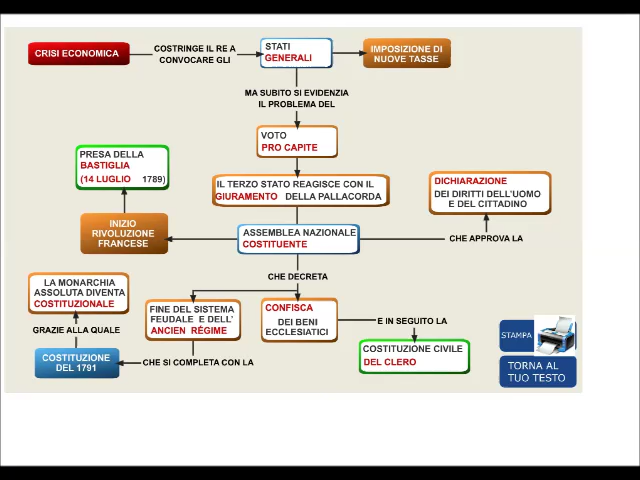 CRISI ECONOMICA
COSTRINGE IL RE A
CONVOCARE GLI
STATI
GENERALI
IMPOSIZIONE DI
NUOVE TASSE
MA SUBITO SI EVIDENZIA
IL PROBLEMA DEL
VOTO
PRO CAPITE
PRESA DELLA
BASTIGLIA
(14 LUGLIO 1789)
IL TERZO STATO REAGISCE CON IL
GIURAMENTO DELLA PALLACORDA
DICHIARAZIONE
DEI DIRITTI DELL'UOMO
E DEL CITTADINO
INIZIO
RIVOLUZIONE
FRANCESE
ASSEMBLEA NAZIONALE
COSTITUENTE
CHE APPROVA LA
CHE DECRETA
LA MONARCHIA
ASSOLUTA DIVENTA
COSTITUZIONALE
FINE DEL SISTEMA
FEUDALE E DELL'
ANCIEN RÉGIME
CONFISCA
DEI BENI
ECCLESIATICI
GRAZIE ALLA QUALE
E IN SEGUITO LA
COSTITUZIONE
DEL 1791
CHE SI COMPLETA CON LA
COSTITUZIONE CIVILE
DEL CLERO
STAMPA
TORNA AL
TUO TESTO